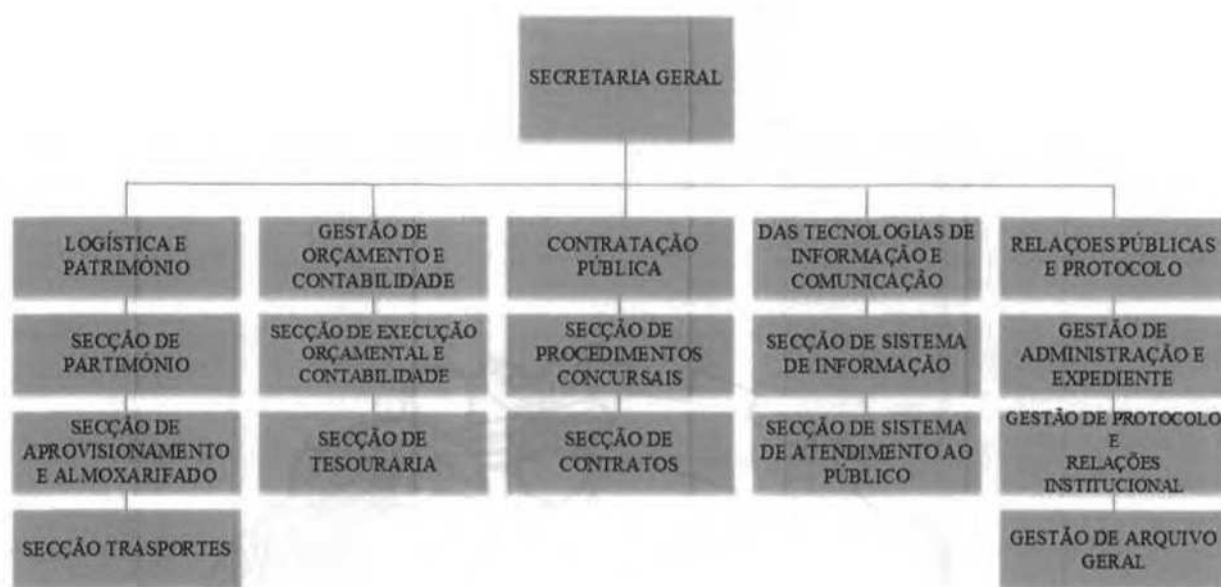 SECRETARIA GERAL
LOGÍSTICA E
PATRIMÓNIO
GESTÃO DE
ORÇAMENTO E
CONTABILIDADE
CONTRATAÇÃO
PÚBLICA
DAS TECNOLOGIAS DE
INFORMAÇÃO E
COMUNICAÇÃO
RELAÇOES PÚBLICAS
E PROTOCOLO
SECÇÃO DE
PARTIMÓNIO
SECÇÃO DE EXECUÇÃO
ORÇAMENTAL E
CONTABILIDADE
SECÇÃO DE
PROCEDIMENTOS
CONCURSAIS
SECÇÃO DE SISTEMA
DE INFORMAÇÃO
GESTÃO DE
ADMINISTRAÇÃO E
EXPEDIENTE
SECÇÃO DE
APROVISIONAMENTO
E ALMOXARIFADO
SECÇÃO DE
TESOURARIA
SECÇÃO DE
CONTRATOS
SECÇÃO DE SISTEMA
DE ATENDIMENTO AO
PÚBLICO
GESTÃO DE PROTOCOLO
E
RELAÇÕES
INSTITUCIONAL
SECÇÃO TRASPORTES
GESTÃO DE ARQUIVO
GERAL